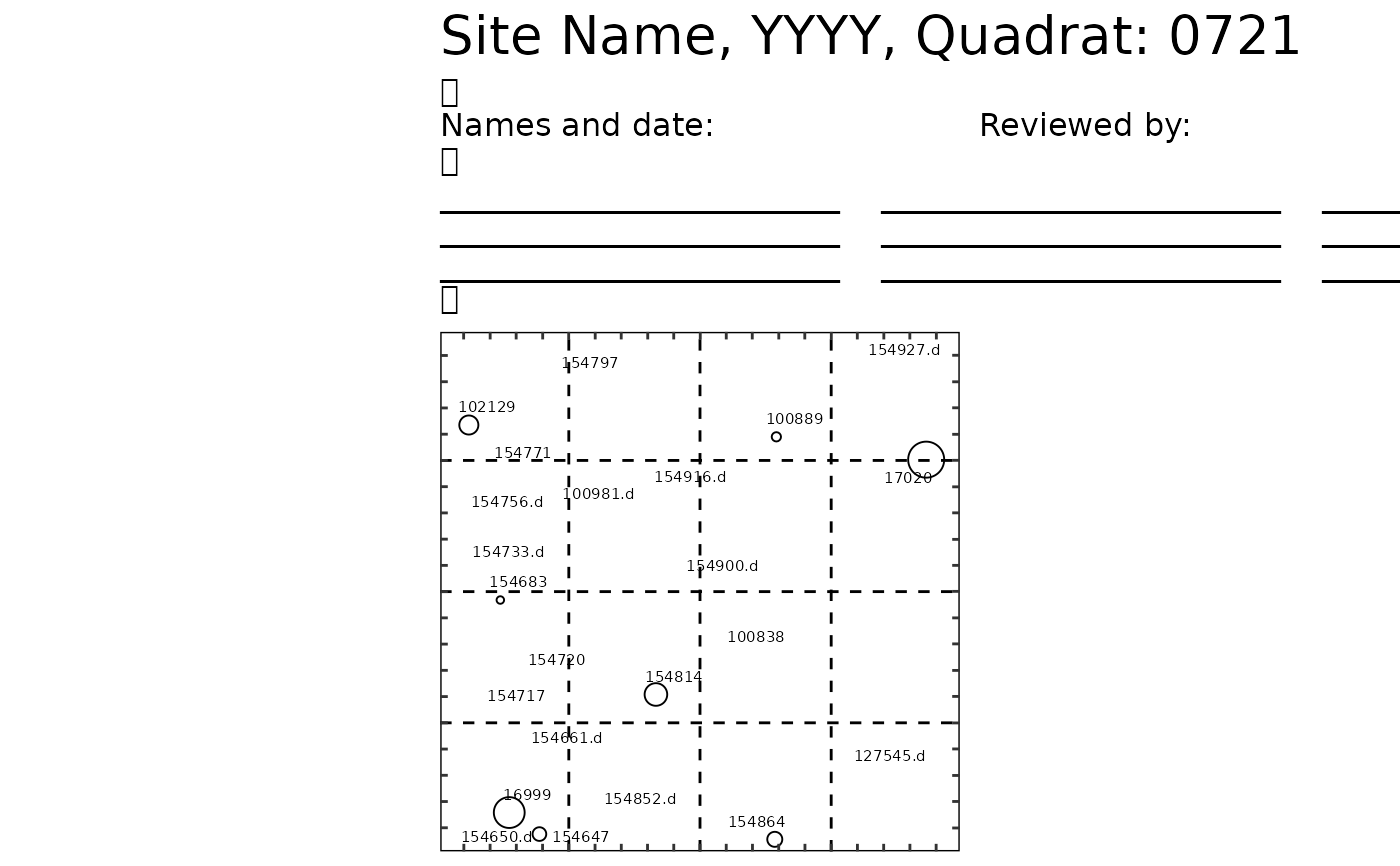 Site Name, YYYY, Quadrat: 0721
Names and date: Reviewed by:
154927.d
154797
102129
100889
154771
154916.d
17020
100981.d
154756.d
154733.d
154900.d
154683
100838
154720
154814
154717
154661.d
127545.d
16999
154852.d
154864
154650.d 154647